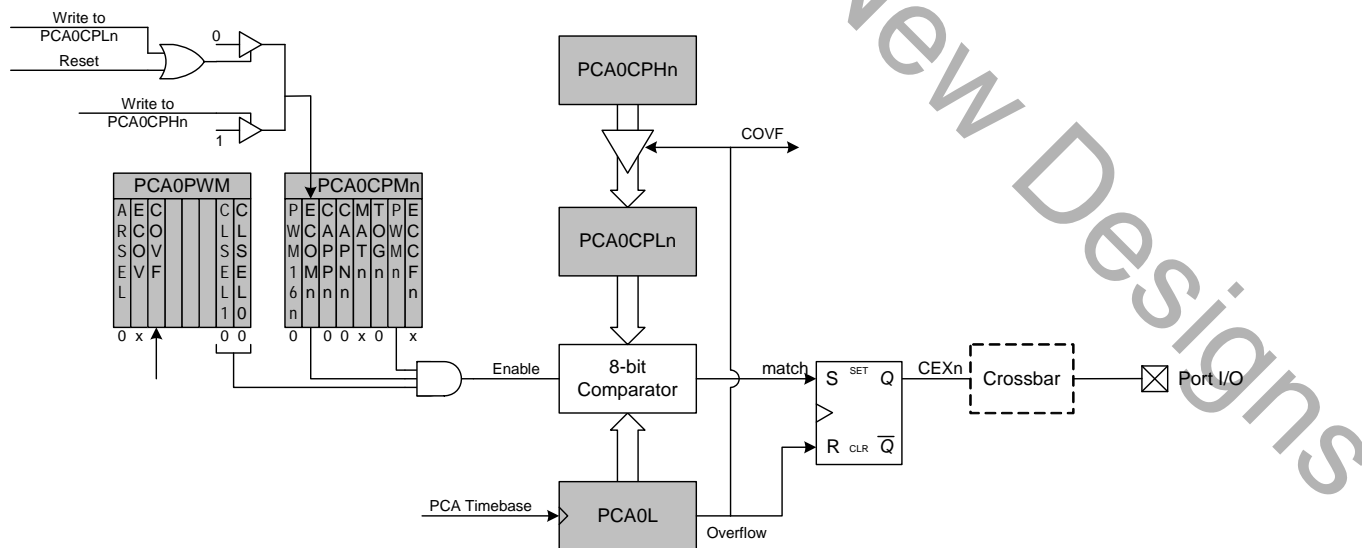 Write to
PCA0CPLn
Reset
0
Write to
PCA0CPHn
1
PCA0CPHn
COVF
PCA0PWM
ARSEL
ECOV
COVF
CLSEL1
CLSEL0
0 x 0 0
PCA0CPMn
PWM16n
ECOMn
CAPPn
CAPNn
MATn
TOGn
PWMn
ECCFn
0 0 0 x 0 x
PCA0CPLn
Enable
8-bit
Comparator
match
S SET Q
R CLR Q
CEXn
Crossbar
Port I/O
PCA Timebase
PCA0L
Overflow
New Designs